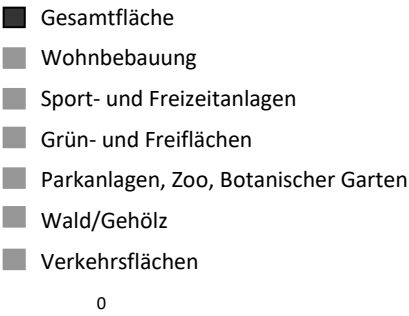 Gesamtfläche
Wohnbebauung
Sport- und Freizeitanlagen
Grün- und Freiflächen
Parkanlagen, Zoo, Botanischer Garten
Wald/Gehölz
Verkehrsflächen
0